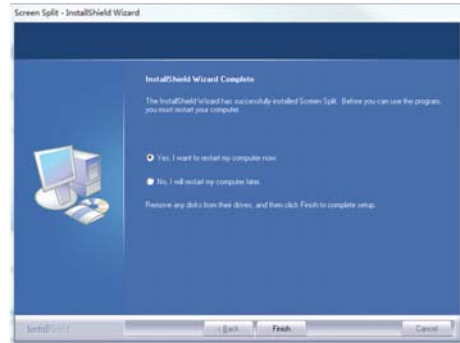 Screen Split - InstallShield Wizard
InstallShield Wizard Complete
The InstallShield Wizard has successfully installed Screen Split. Before you can use the program,
you must restart your computer.
Yes, I want to restart my computer now.
No, I will restart my computer later.
Remove any disks from their drives, and then click Finish to complete setup.
InstallShield
< Back
Finish
Cancel